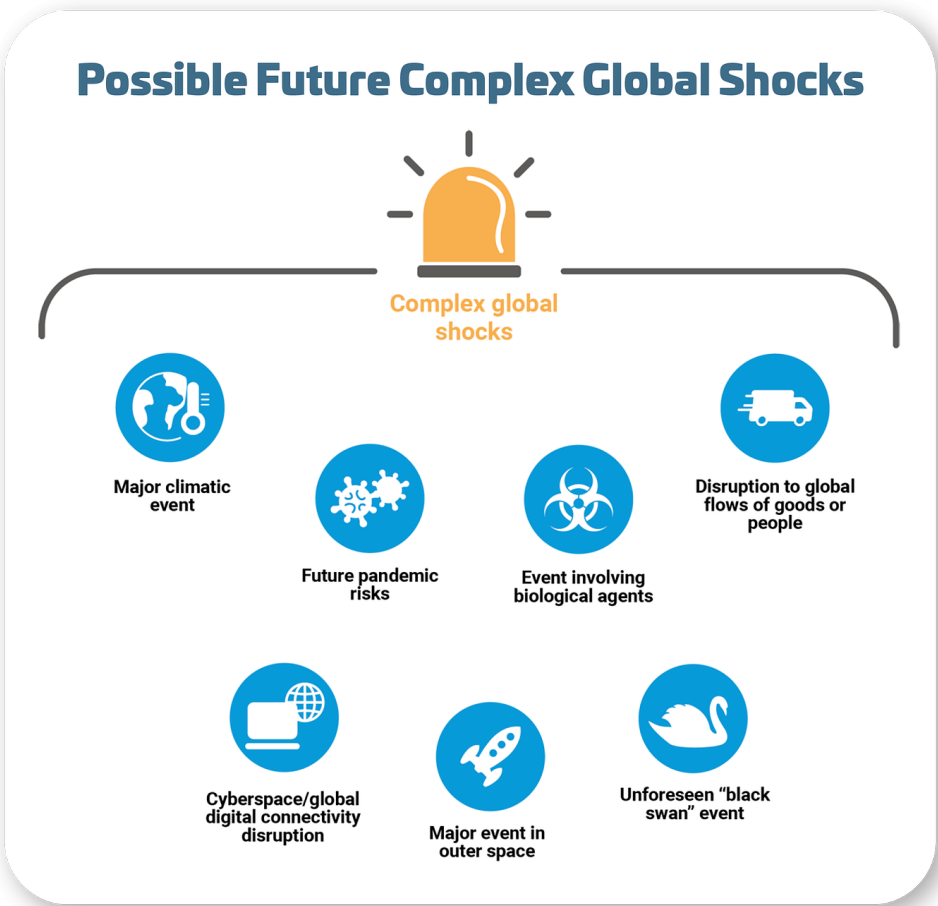 Possible Future Complex Global Shocks
Complex global
shocks
Major climatic
event
Future pandemic
risks
Event involving
biological agents
Disruption to global
flows of goods or
people
Cyberspace/global
digital connectivity
disruption
Major event in
outer space
Unforeseen “black
swan” event